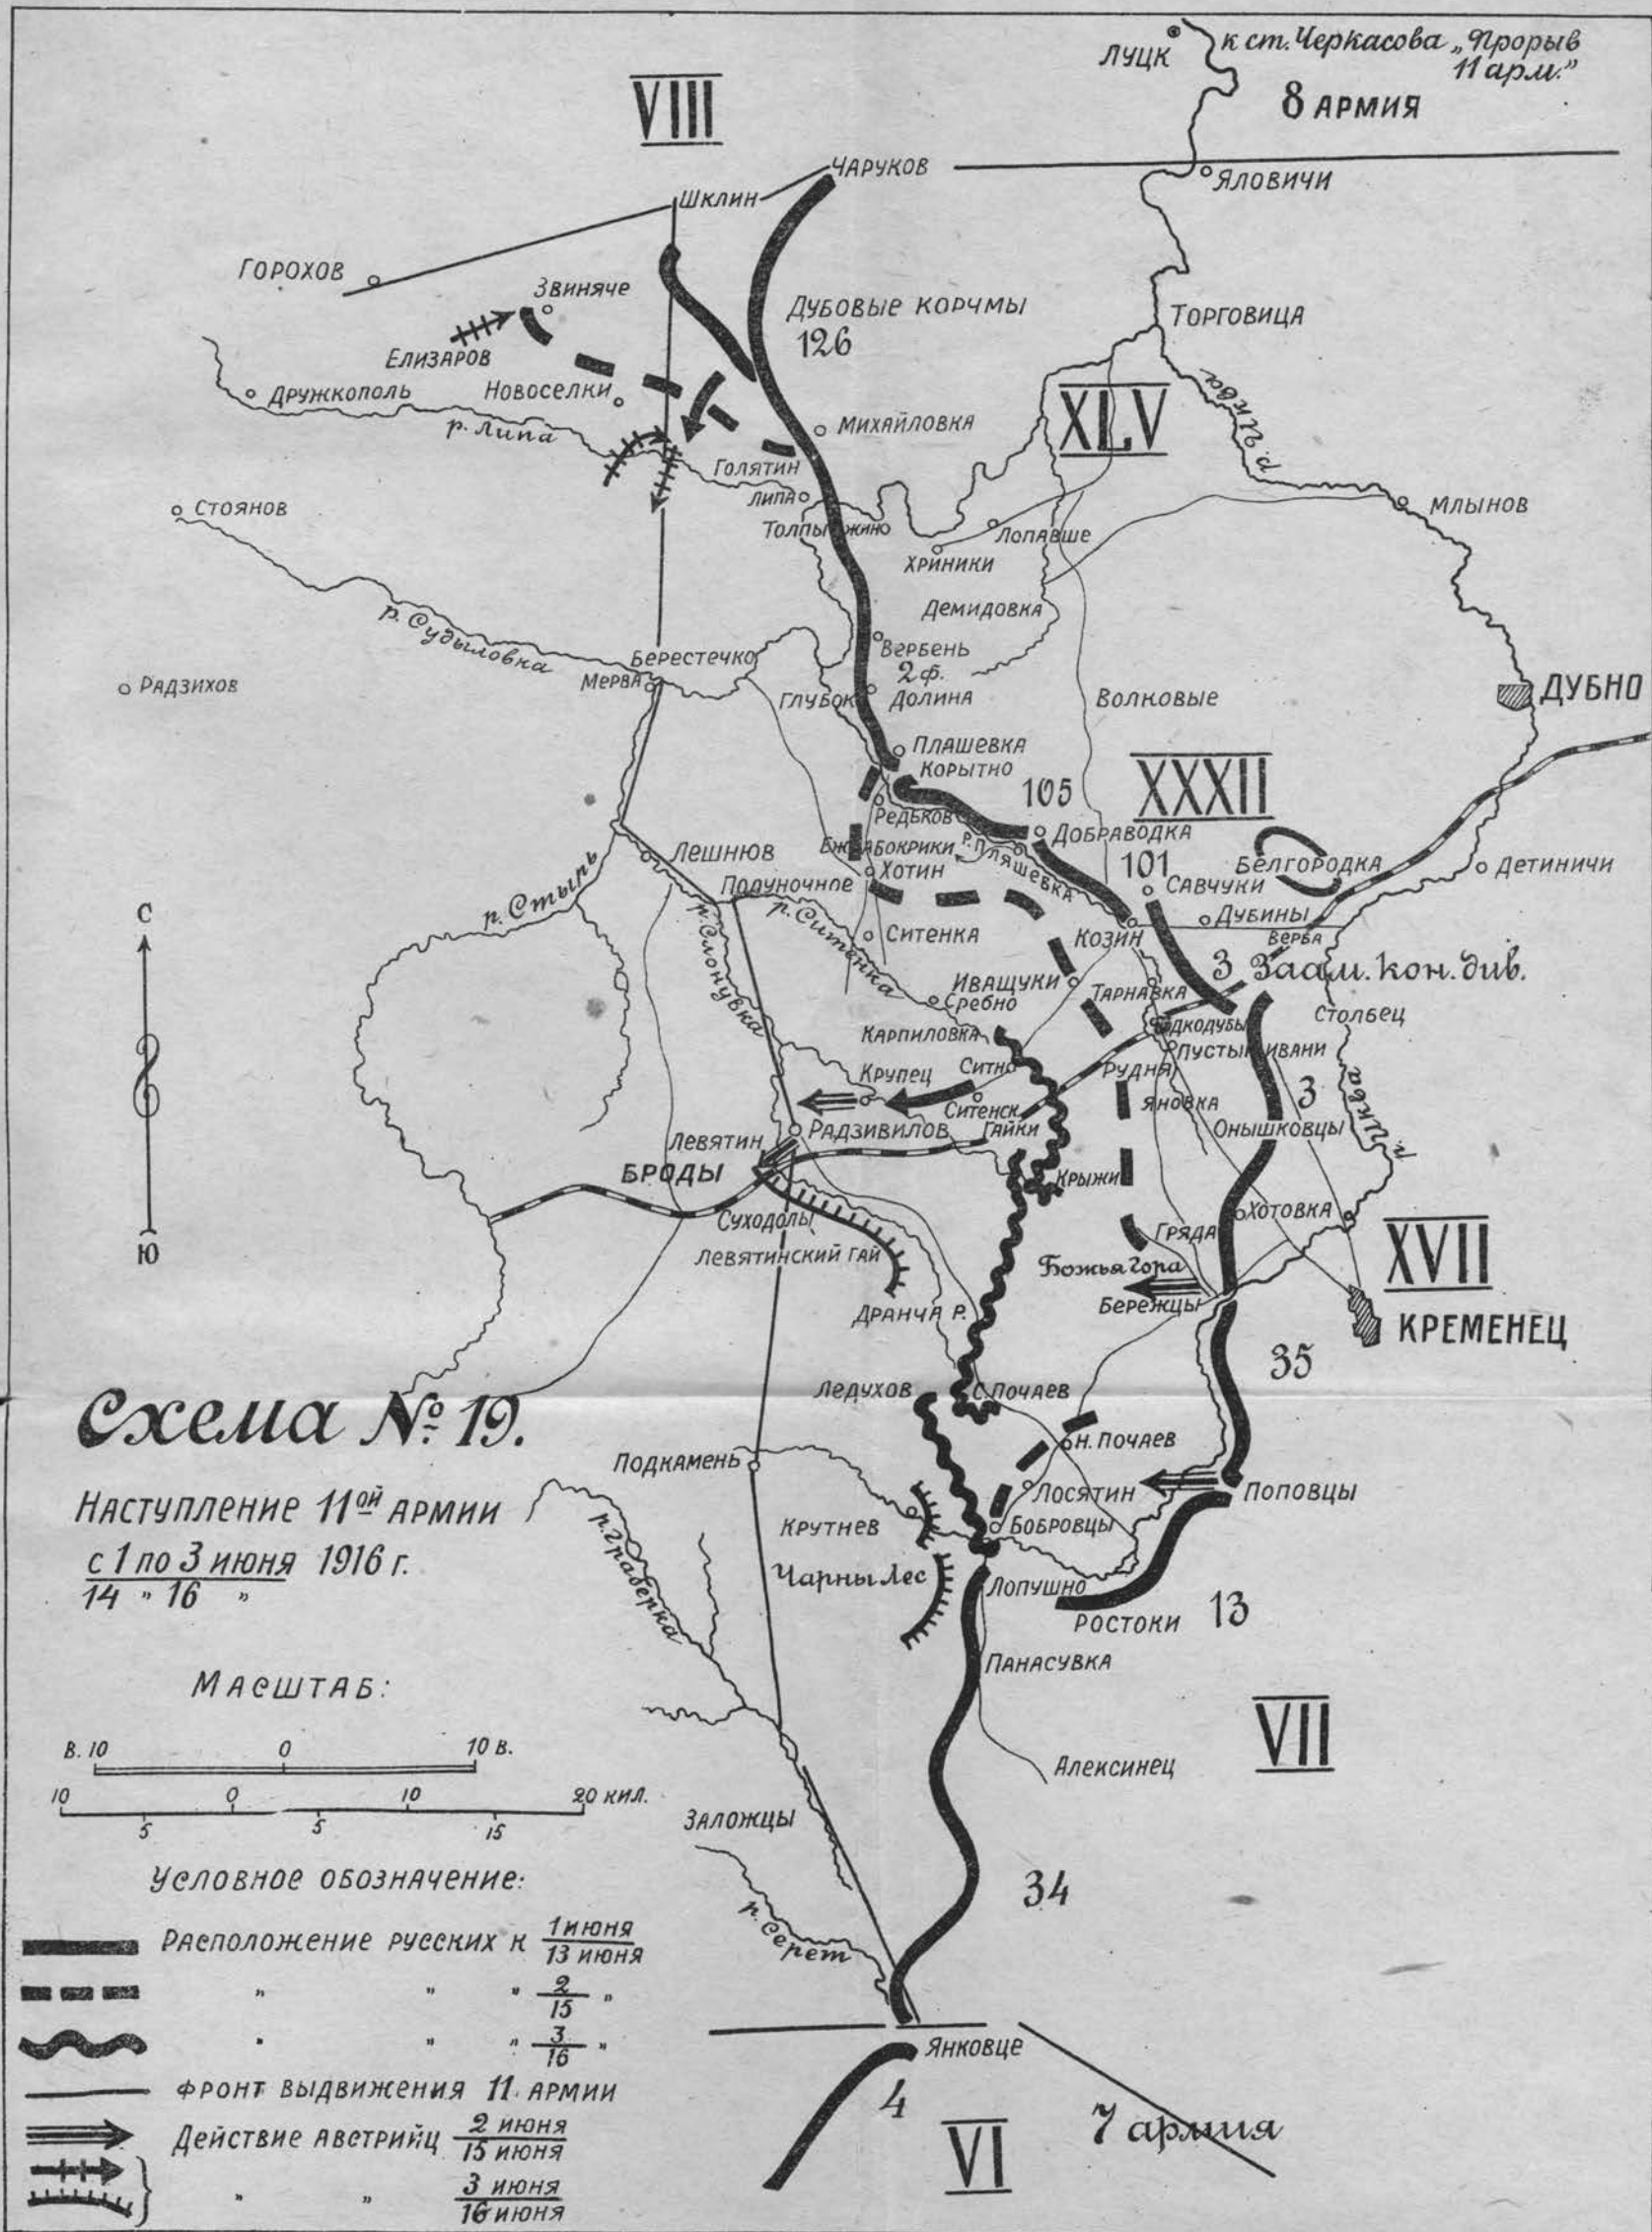 к ст. Черкасова „Прорыв
11 арм.”
ЛУЦК
8 АРМИЯ
VIII
ЧАРУКОВ
ЯЛОВИЧИ
ШКЛИН
ГОРОХОВ
Звиняче
ДУБОВЫЕ КОРЧМЫ
126
ТОРГОВИЦА
ЕЛИЗАРОВ
ДРУЖКОПОЛЬ
НОВОСЕЛКИ
р. Иква
XLV
р. Липа
МИХАЙЛОВКА
ГОЛЯТИН
ЛИПА
СТОЯНОВ
МЛЫНОВ
ЛОПАВШЕ
ХРИНИКИ
ДЕМИДОВКА
р. Судыловка
БЕРЕСТЕЧКО
ВЕРБЕНЬ
2 ф.
МЕРВА
РАДЗИХОВ
ГЛУБОК
ДОЛИНА
ВОЛКОВЫЕ
ДУБНО
ПЛАШЕВКА
КОРЫТНО
105
XXXII
РЕДЬКОВ
ДОБРАВОДКА
ЛЕШНЮВ
Р. ПЛЯШЕВКА
101
БЕЛГОРОДКА
ДЕТИНИЧИ
ХОТИН
ПОЛУНОЧНОЕ
САВЧУКИ
р. Стырь
р. Слонувка
р. Ситенка
СИТЕНКА
ДУБИНЫ
КОЗИН
ВЕРБА
3 Заам. кон. див.
ИВАЩУКИ
СРЕБНО
ТАРНАВКА
СТОЛБЕЦ
КАРПИЛОВКА
ПОДКОДУБЫ
ПУСТЫ ИВАНИ
СИТНО
РУДНЯ
КРУПЕЦ
СИТЕНСК.
ЯНОВКА
3
р. Иква
РАДЗИВИЛОВ
ГАЙКИ
ОНЫШКОВЦЫ
ЛЕВЯТИН
БРОДЫ
КРЫЖИ
СУХОДОЛЫ
ХОТОВКА
ГРЯДА
ЛЕВЯТИНСКИЙ ГАЙ
XVII
Божья Гора
БЕРЕЖЦЫ
ДРАНЧА Р.
КРЕМЕНЕЦ
35
С
Ю
ЛЕДУХОВ
С. ПОЧАЕВ
Схема № 19.
Н. ПОЧАЕВ
ПОДКАМЕНЬ
ЛОСЯТИН
ПОПОВЦЫ
НАСТУПЛЕНИЕ 11ой АРМИИ
с 1 по 3 июня 1916 г.
14 " 16 "
р. Граберка
КРУТНЕВ
БОБРОВЦЫ
Чарны Лес
ЛОПУШНО
РОСТОКИ
13
ПАНАСУВКА
МАСШТАБ:
VII
В. 10 0 10 В.
10 0 10 20 КИЛ.
5 5 15
АЛЕКСИНЕЦ
ЗАЛОЖЦЫ
34
р. Серет
УСЛОВНОЕ ОБОЗНАЧЕНИЕ:
РАСПОЛОЖЕНИЕ РУССКИХ К 1 ИЮНЯ
13 ИЮНЯ
" " " 2 "
15
" " " 3 "
16
ФРОНТ ВЫДВИЖЕНИЯ 11 АРМИИ
ДЕЙСТВИЕ АВСТРИЙЦ 2 ИЮНЯ
15 ИЮНЯ
" " 3 ИЮНЯ
16 ИЮНЯ
ЯНКОВЦЕ
4
VI
7 армия